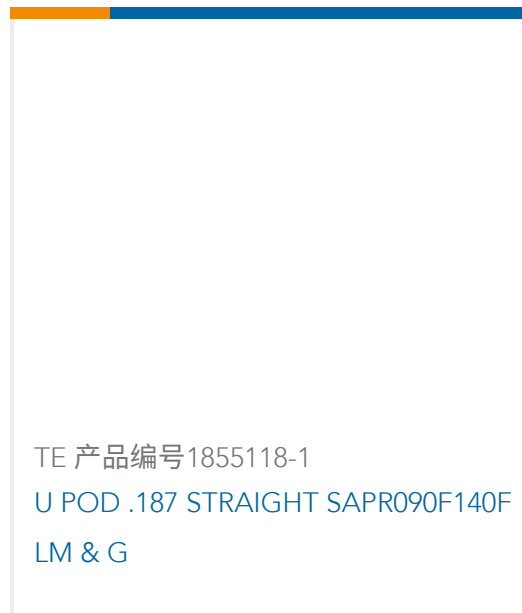 TE 产品编号1855118-1
U POD .187 STRAIGHT SAPR090F140F
LM & G